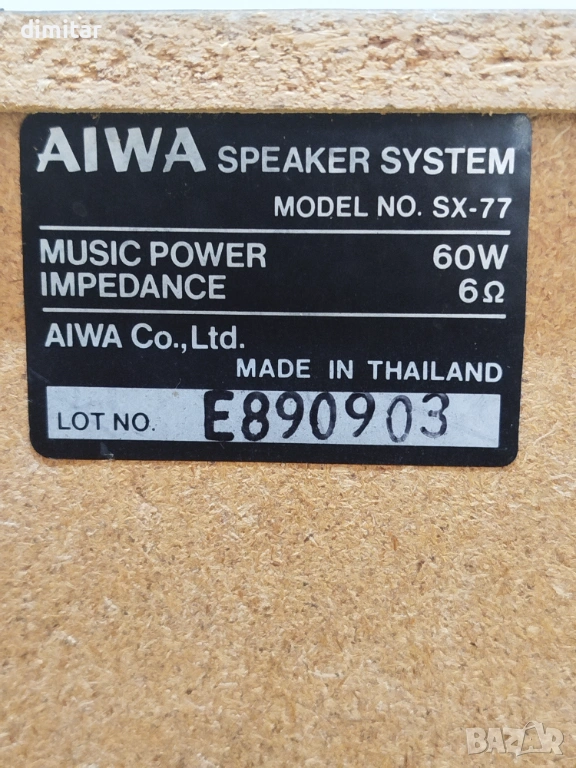 dimitar
AIWA SPEAKER SYSTEM
MODEL NO. SX-77
MUSIC POWER 60W
IMPEDANCE 6Ω
AIWA Co.,Ltd.
MADE IN THAILAND
LOT NO. E890903
BAZAR